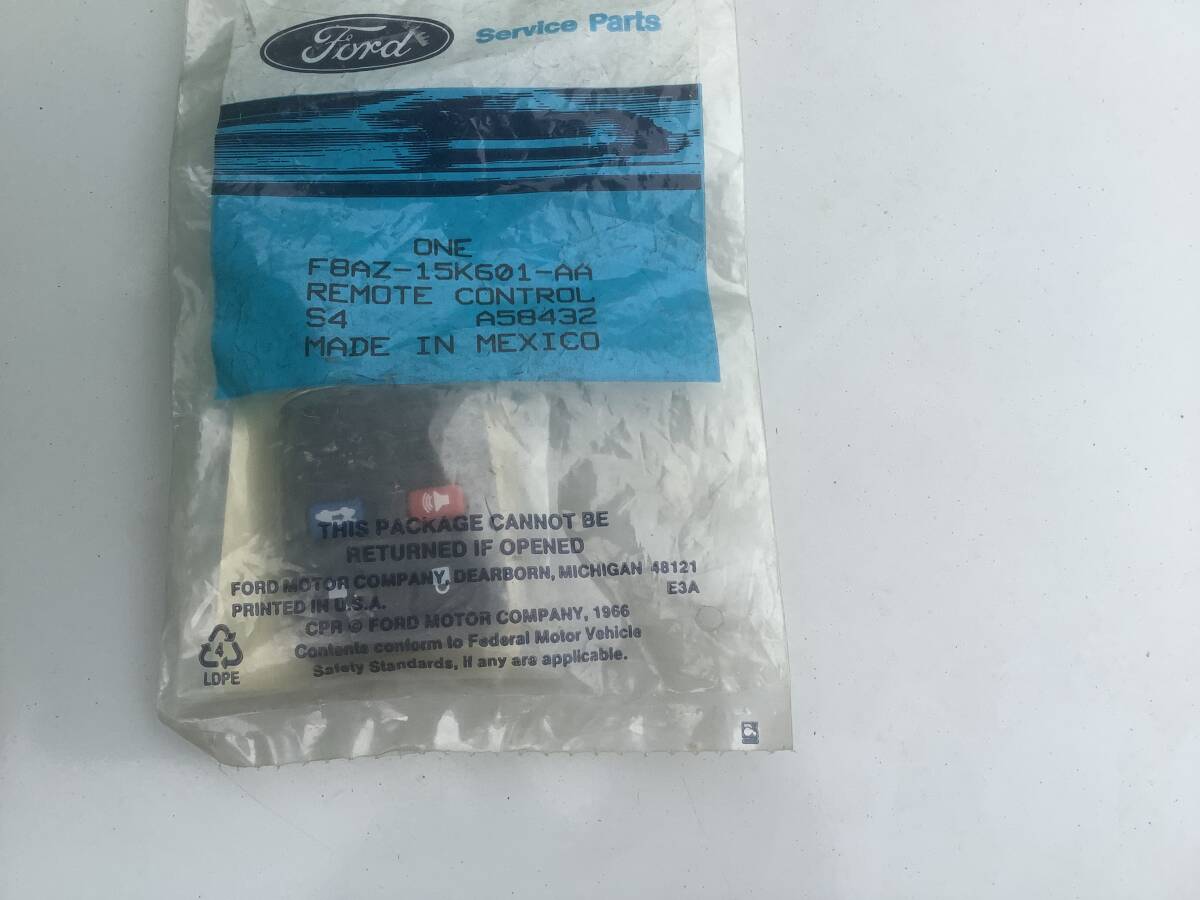 Ford Service Parts
ONE
F8AZ-15K601-AA
REMOTE CONTROL
S4 A58432
MADE IN MEXICO
THIS PACKAGE CANNOT BE
RETURNED IF OPENED
FORD MOTOR COMPANY, DEARBORN, MICHIGAN 48121
PRINTED IN U.S.A. E3A
CPR © FORD MOTOR COMPANY, 1966
Contents conform to Federal Motor Vehicle
Safety Standards, if any are applicable.
4
LDPE